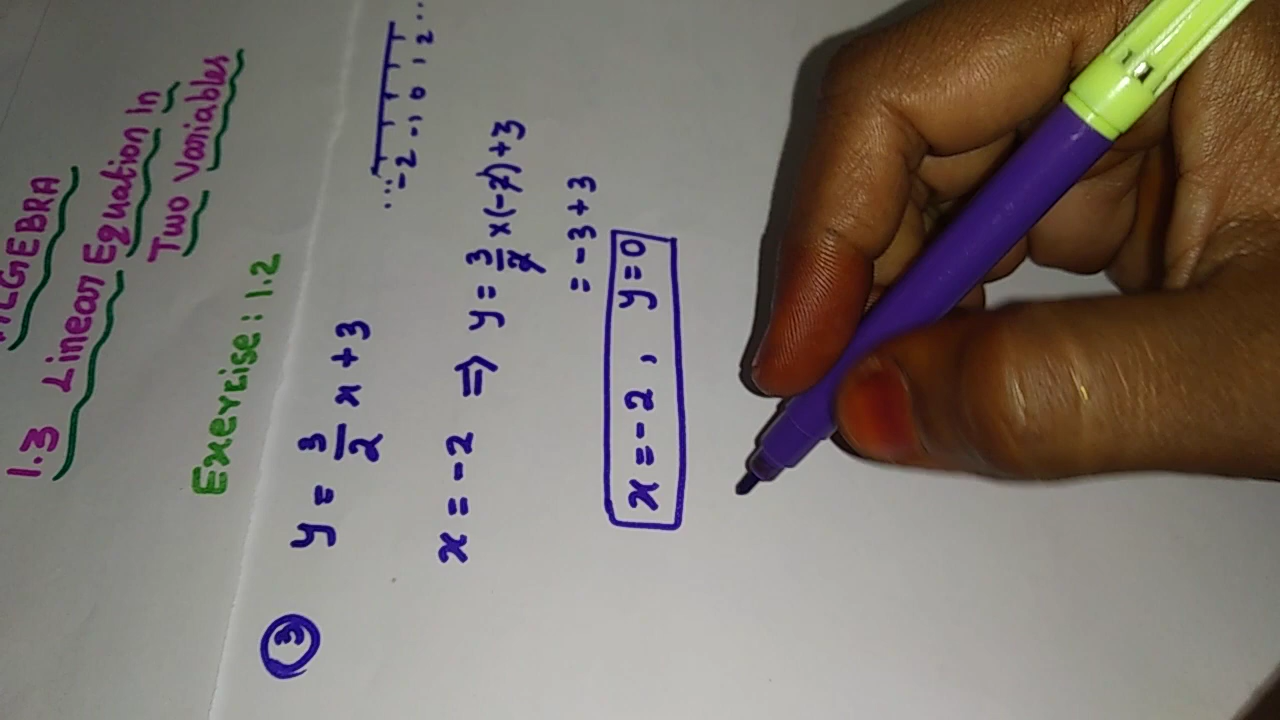 ALGEBRA
1.3 Linear Equation In
Two Variables
Exercise : 1.2
③ y = 3/2 x + 3
... -2 -1 0 1 2 ...
x = -2 ⇒ y = 3/2 x (-2) + 3
= -3 + 3
x = -2, y = 0